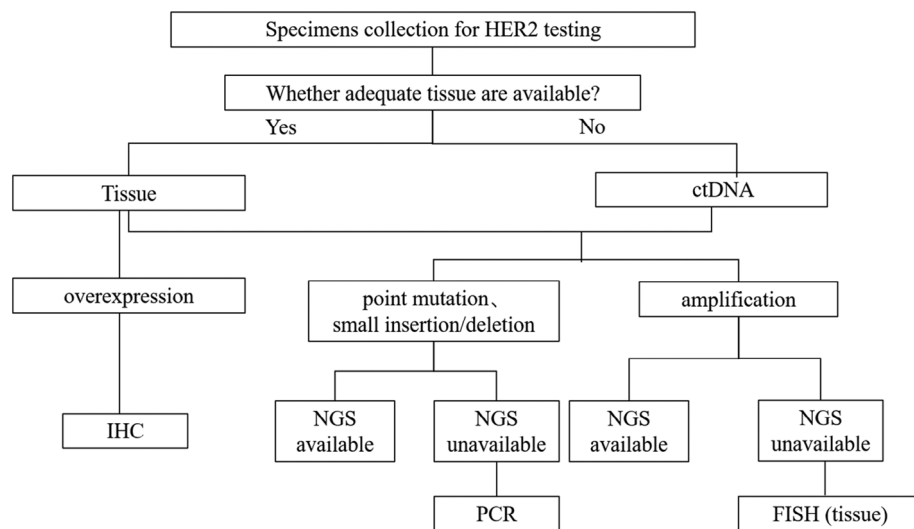 Specimens collection for HER2 testing
Whether adequate tissue are available?
Yes
No
Tissue
ctDNA
overexpression
point mutation、
small insertion/deletion
amplification
IHC
NGS
available
NGS
unavailable
NGS
available
NGS
unavailable
PCR
FISH (tissue)